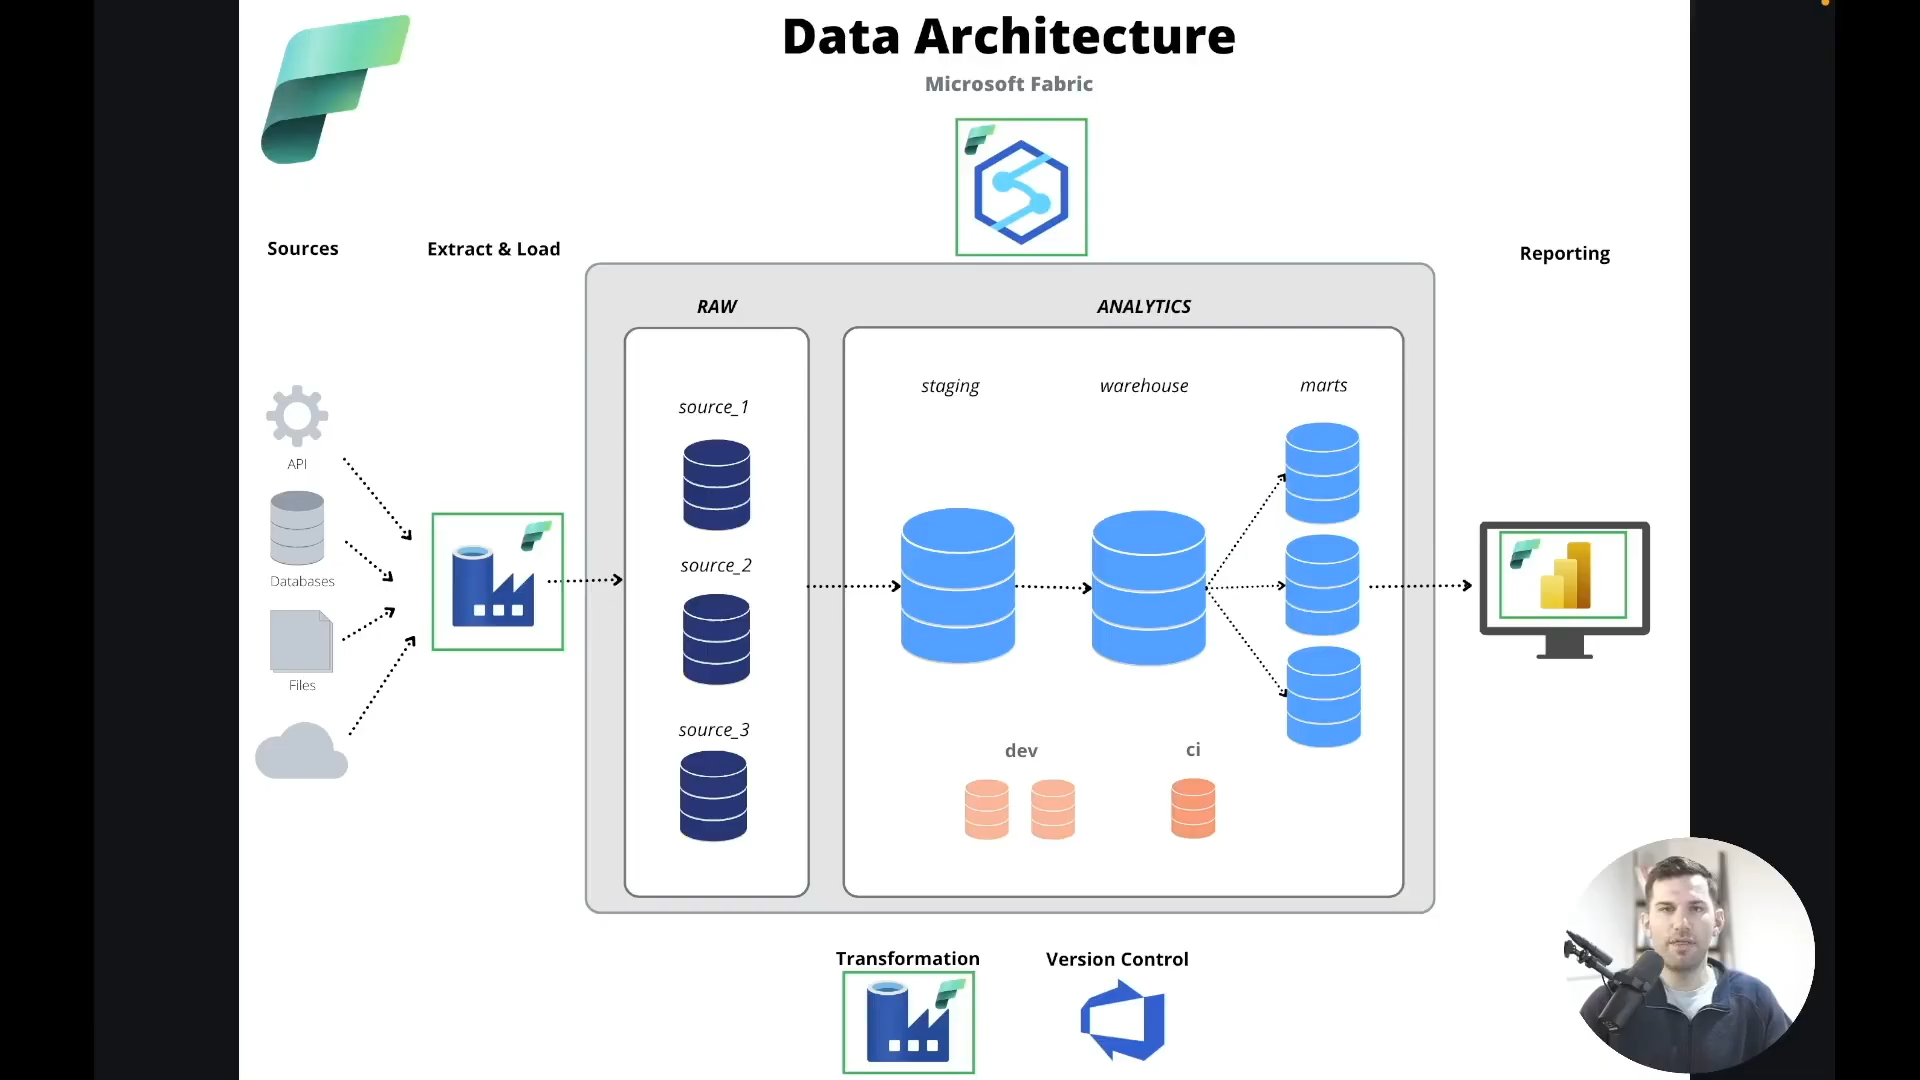 Data Architecture
Microsoft Fabric
Sources
Extract & Load
Reporting
RAW
ANALYTICS
staging
warehouse
marts
source_1
API
source_2
Databases
Files
source_3
dev
ci
Transformation
Version Control